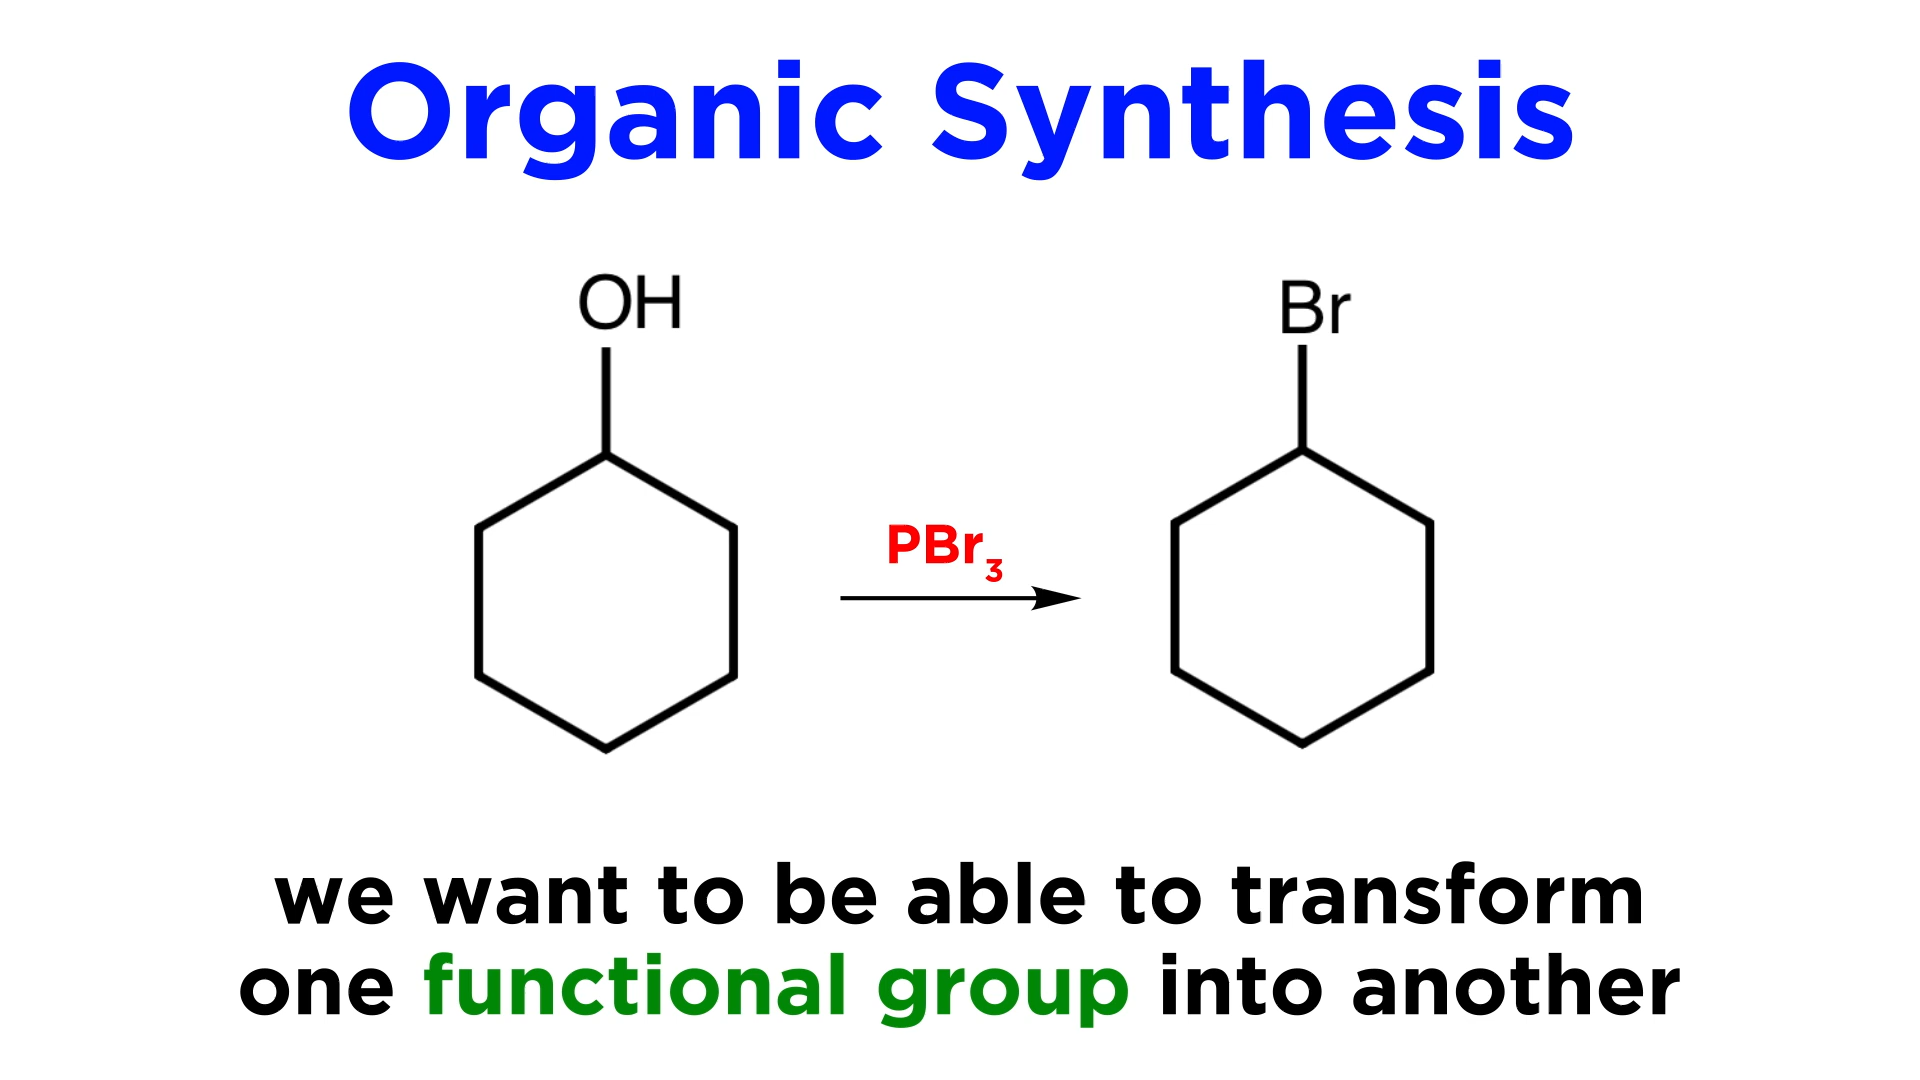 Organic Synthesis
OH
Br
PBr₃
we want to be able to transform
one functional group into another